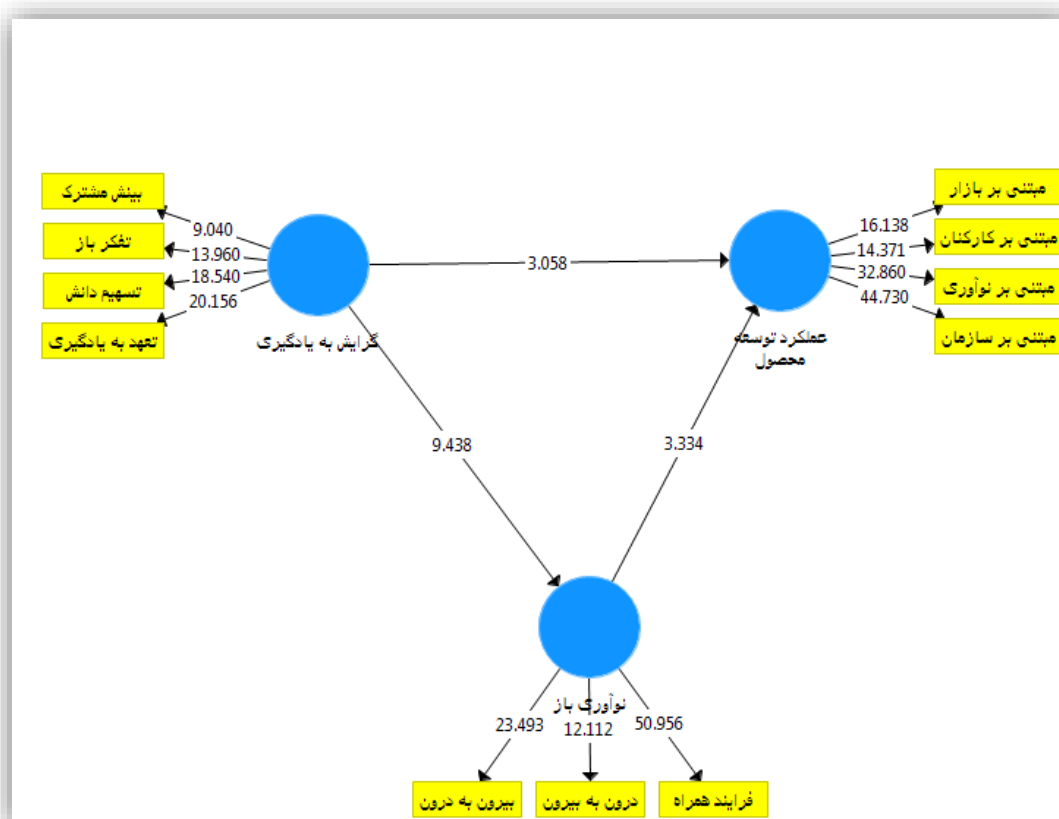 بینش مشترک
تفکر باز
تسهیم دانش
تعهد به یادگیری
9.040
13.960
18.540
20.156
گرایش به یادگیری
3.058
مبتنی بر بازار
مبتنی بر کارکنان
مبتنی بر نوآوری
مبتنی بر سازمان
16.138
14.371
32.860
44.730
عملکرد توسعه
محصول
9.438
3.334
نوآوری باز
23.493
12.112
50.956
بیرون به درون
درون به بیرون
فرایند همراه